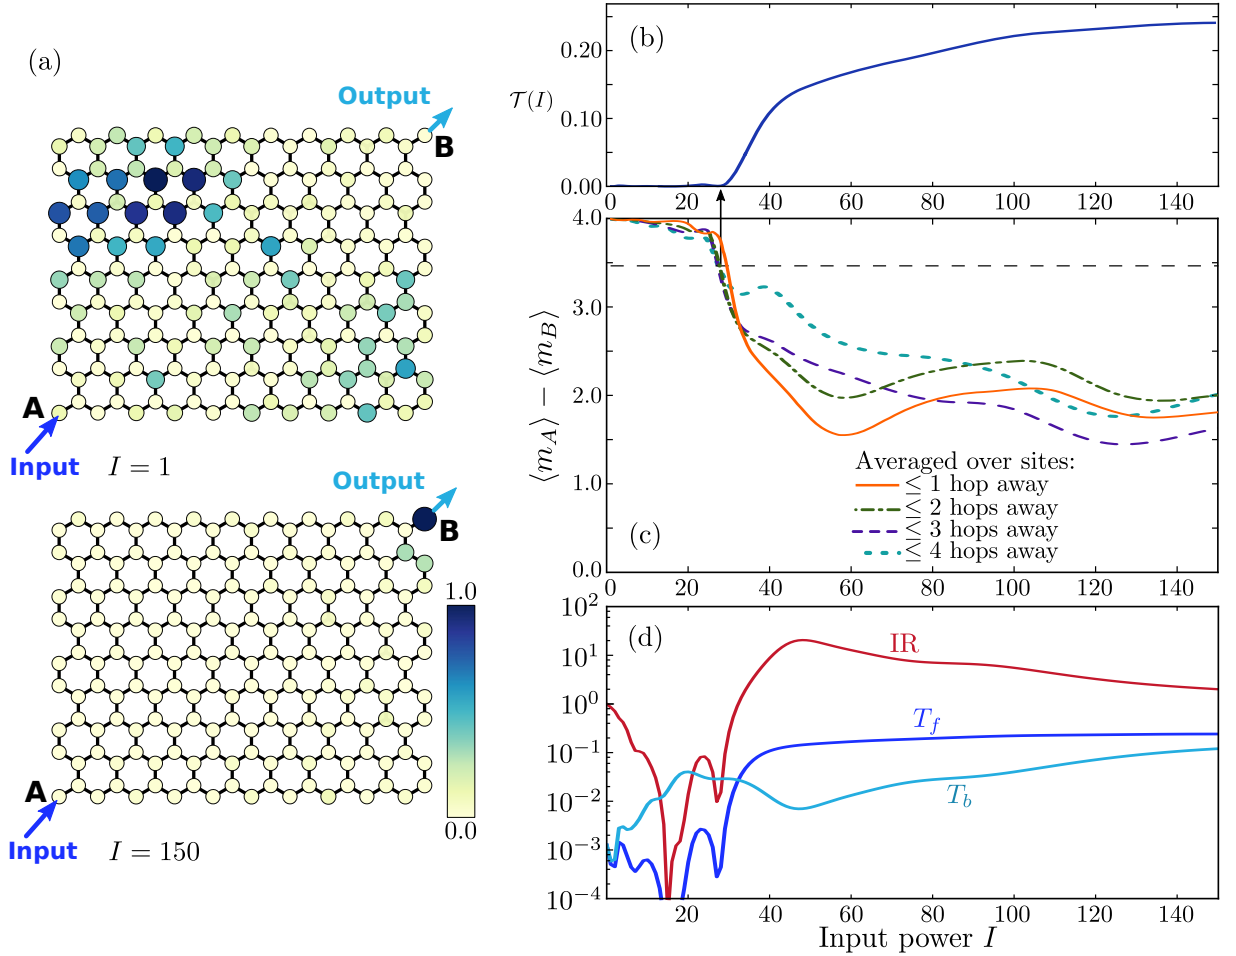 (a)
Output
B
A
Input
I = 1
Output
B
1.0
0.0
A
Input
I = 150
(b)
0.20
𝒯(I)
0.10
0.00
20 40 60 80 100 120 140
4.0
3.0
2.0
1.0
0.0
⟨m_A⟩ − ⟨m_B⟩
Averaged over sites:
≤ 1 hop away
≤ 2 hops away
≤ 3 hops away
≤ 4 hops away
(c)
0 20 40 60 80 100 120 140
10^2
10^1
10^0
10^−1
10^−2
10^−3
10^−4
(d)
IR
T_f
T_b
20 40 60 80 100 120 140
Input power I